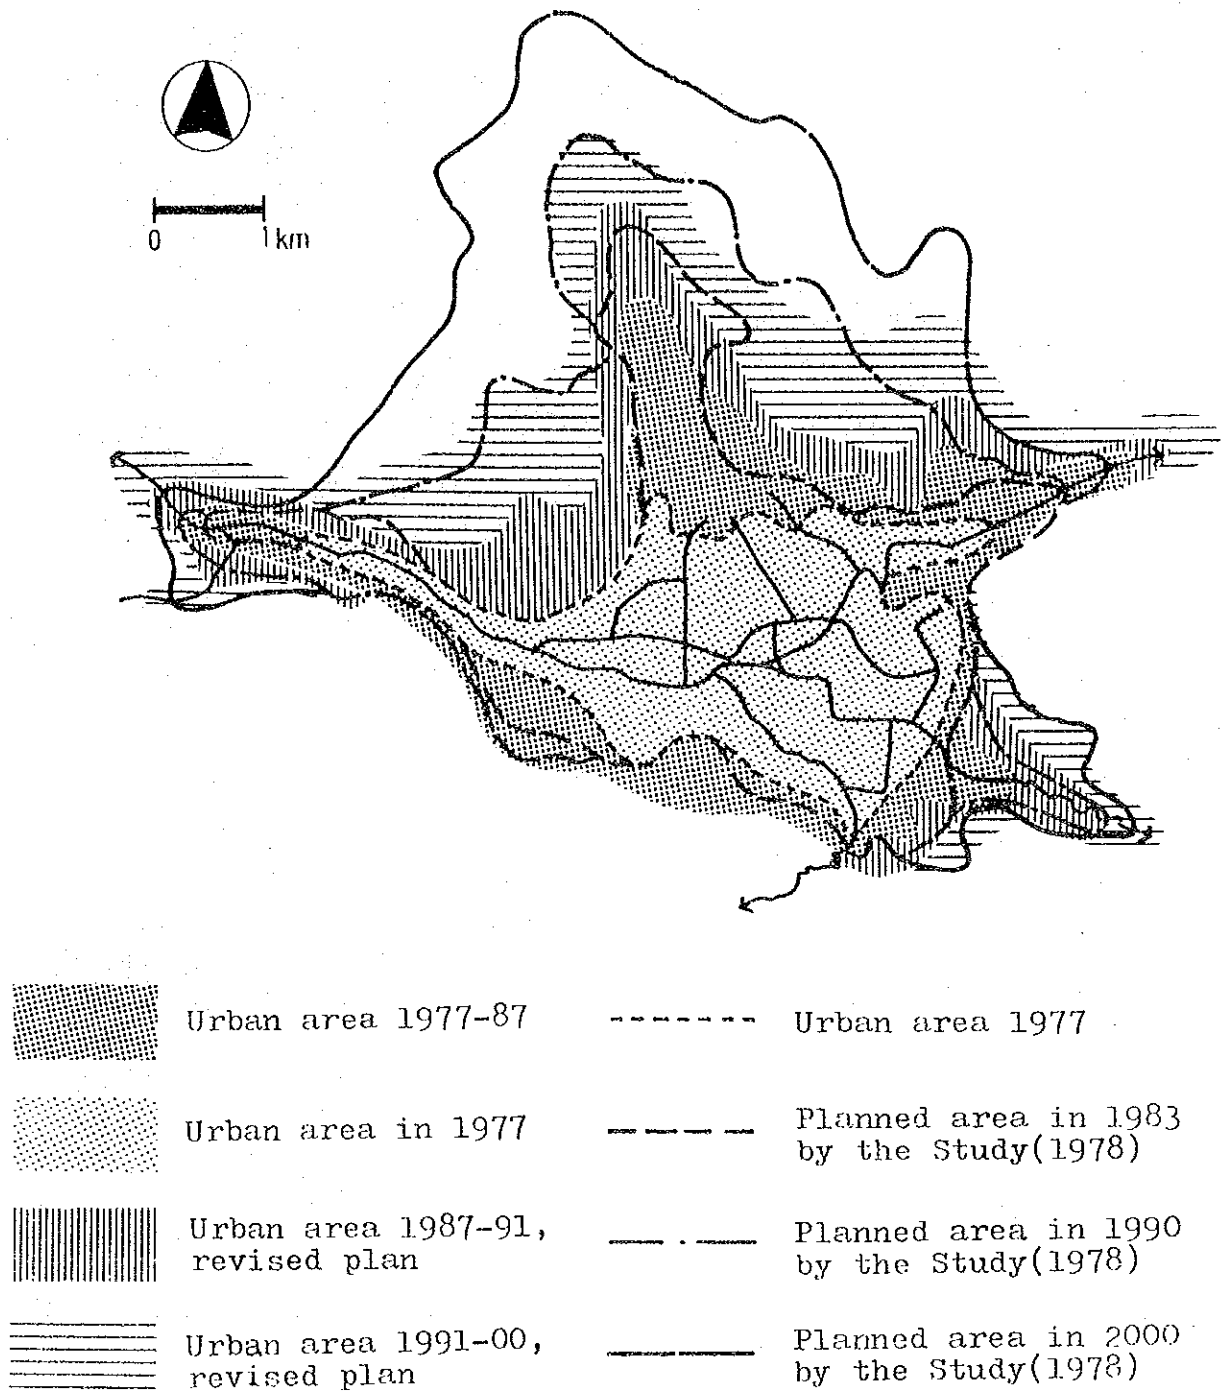 0 1km
Urban area 1977-87
Urban area 1977
Urban area in 1977
Planned area in 1983
by the Study(1978)
Urban area 1987-91,
revised plan
Planned area in 1990
by the Study(1978)
Urban area 1991-00,
revised plan
Planned area in 2000
by the Study(1978)